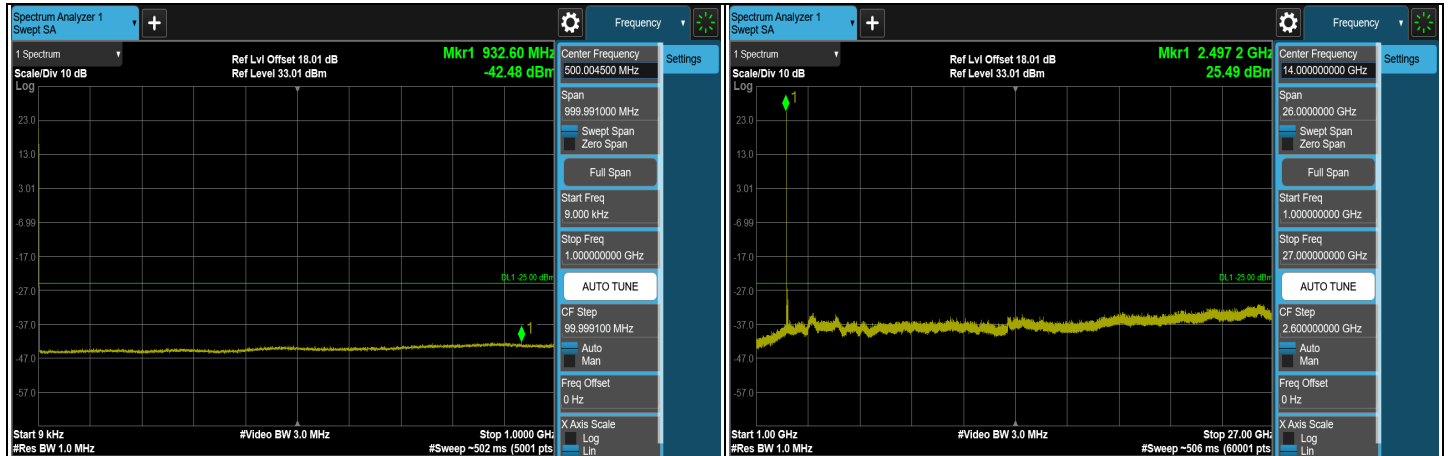 Spectrum Analyzer 1
Swept SA
+
Frequency
1 Spectrum
Scale/Div 10 dB
Log
Ref Lvl Offset 18.01 dB
Ref Level 33.01 dBm
Mkr1 932.60 MHz
-42.48 dBm
23.0
13.0
3.01
-6.99
-17.0
-27.0
-37.0
-47.0
-57.0
DL1 -25.00 dBm
1
Start 9 kHz
#Res BW 1.0 MHz
#Video BW 3.0 MHz
Stop 1.0000 GHz
#Sweep ~502 ms (5001 pts
Center Frequency
500.004500 MHz
Span
999.991000 MHz
Swept Span
Zero Span
Full Span
Start Freq
9.000 kHz
Stop Freq
1.000000000 GHz
AUTO TUNE
CF Step
99.999100 MHz
Auto
Man
Freq Offset
0 Hz
X Axis Scale
Log
Lin
Settings
Spectrum Analyzer 1
Swept SA
+
Frequency
1 Spectrum
Scale/Div 10 dB
Log
Ref Lvl Offset 18.01 dB
Ref Level 33.01 dBm
Mkr1 2.497 2 GHz
25.49 dBm
1
23.0
13.0
3.01
-6.99
-17.0
-27.0
-37.0
-47.0
-57.0
DL1 -25.00 dBm
Start 1.00 GHz
#Res BW 1.0 MHz
#Video BW 3.0 MHz
Stop 27.00 GHz
#Sweep ~506 ms (60001 pts
Center Frequency
14.000000000 GHz
Span
26.0000000 GHz
Swept Span
Zero Span
Full Span
Start Freq
1.000000000 GHz
Stop Freq
27.000000000 GHz
AUTO TUNE
CF Step
2.600000000 GHz
Auto
Man
Freq Offset
0 Hz
X Axis Scale
Log
Lin
Settings